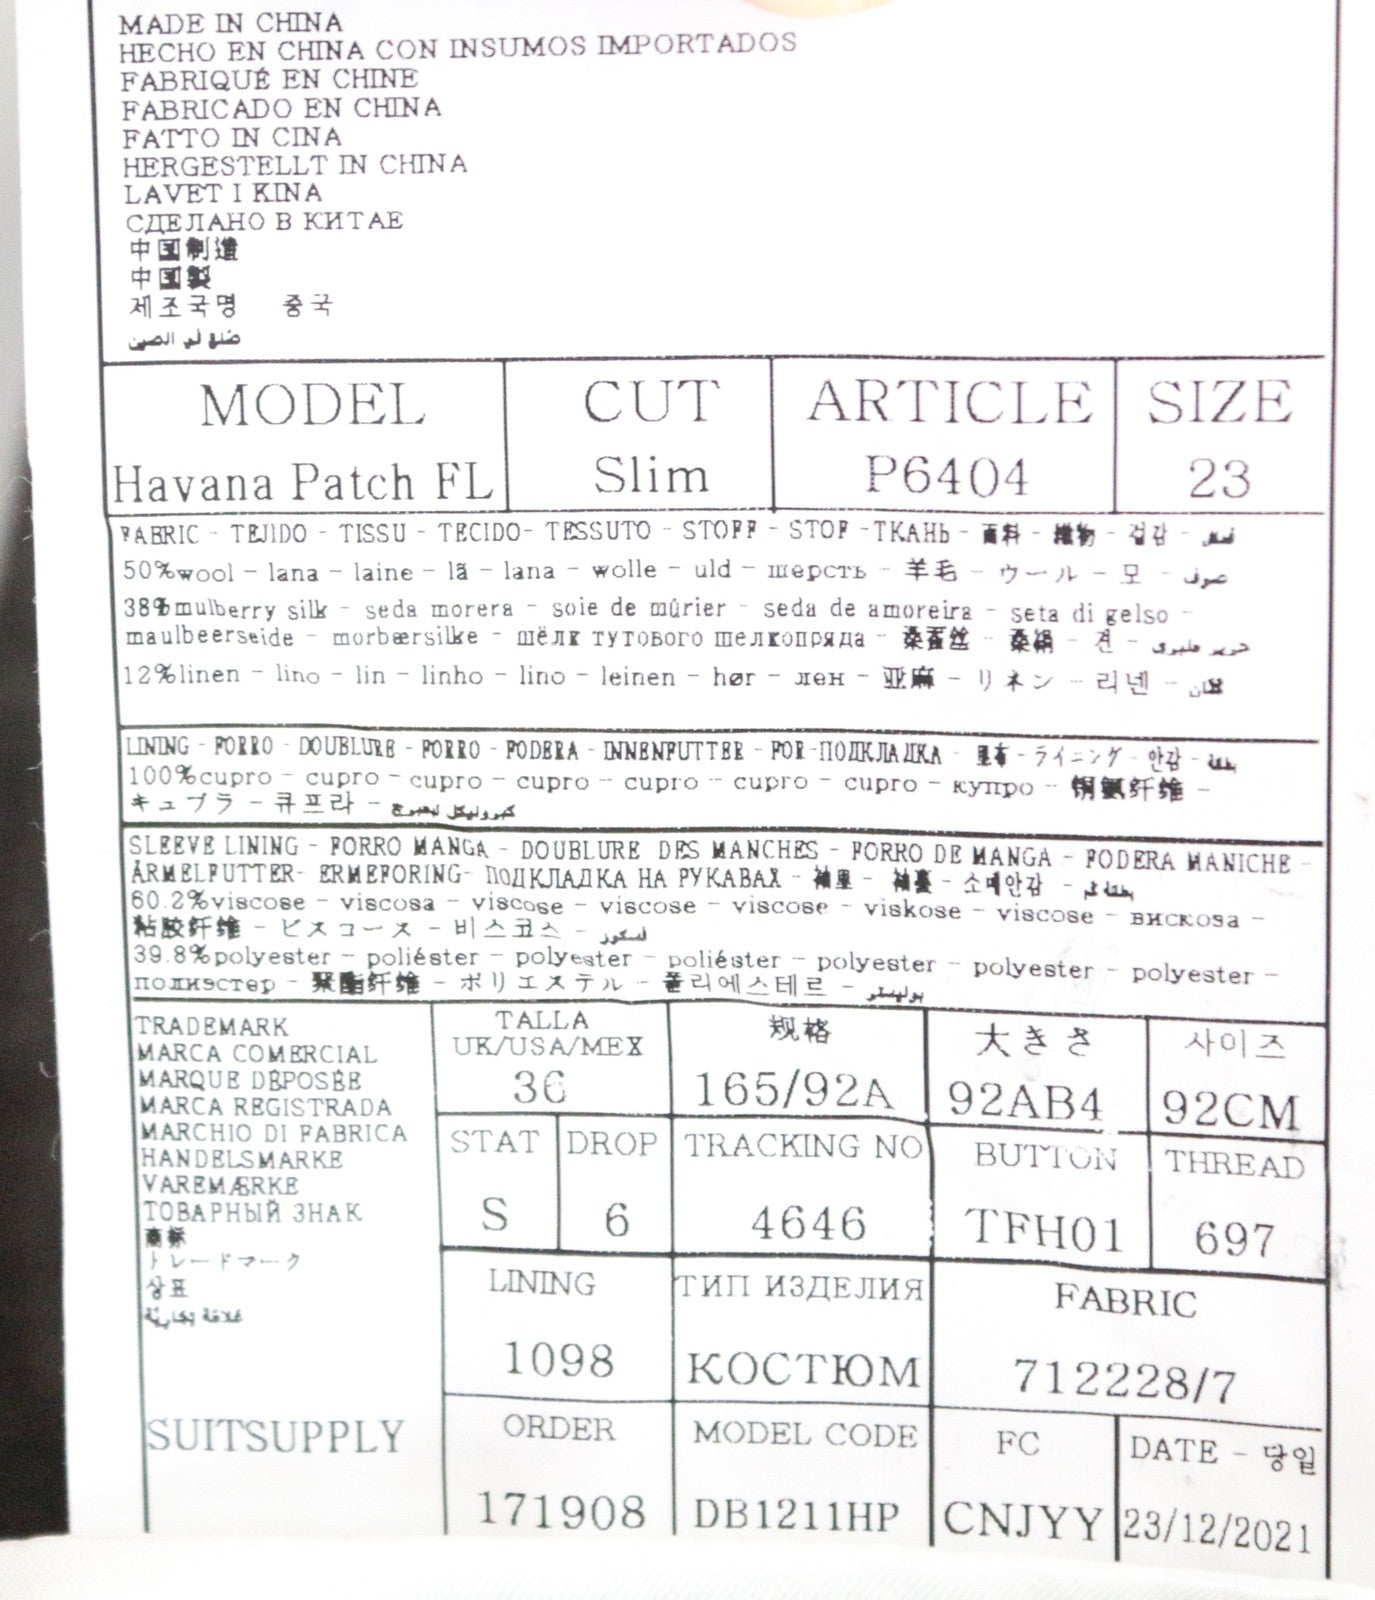 MADE IN CHINA
HECHO EN CHINA CON INSUMOS IMPORTADOS
FABRIQUÉ EN CHINE
FABRICADO EN CHINA
FATTO IN CINA
HERGESTELLT IN CHINA
LAVET I KINA
СДЕЛАНО В КИТАЕ
中國制造
中國製
제조국명 중국
MODEL CUT ARTICLE SIZE
Havana Patch FL Slim P6404 23
FABRIC - TEJIDO - TISSU - TECIDO- TESSUTO - STOFF - STOF -ТКАНЬ - 面料 - 織物 - 겉감 -
50%wool - lana - laine - lã - lana - wolle - uld - шерсть - 羊毛 - ウール - 모 - صوف
38%mulberry silk - seda morera - soie de mûrier - seda de amoreira - seta di gelso -
maulbeerseide - morbærsilke - шёлк тутового шелкопряда - 桑蚕丝 - 桑絹 - 견 -
12%linen - lino - lin - linho - lino - leinen - hør - лен - 亚麻 - リネン - 리넨 -
LINING - FORRO - DOUBLURE - FORRO - FODERA - INNENFUTTER - FOR-ПОДКЛАДКА - 里布 - ライニング - 안감 -
100%cupro - cupro - cupro - cupro - cupro - cupro - cupro - купро - 铜氨纤维 -
キュプラ - 큐프라 -
SLEEVE LINING - FORRO MANGA - DOUBLURE DES MANCHES - FORRO DE MANGA - FODERA MANICHE -
ÄRMELFUTTER- ERMEFORING- ПОДКЛАДКА НА РУКАВАХ - 袖里 - 袖裏 - 소매안감 -
60.2%viscose - viscosa - viscose - viscose - viscose - viskose - viscose - вискоза -
粘胶纤维 - ビスコース - 비스코스 -
39.8%polyester - poliéster - polyester - poliéster - polyester - polyester - polyester -
полиэстер - 聚酯纤维 - ポリエステル - 폴리에스테르 -
TRADEMARK
MARCA COMERCIAL
MARQUE DÉPOSÉE
MARCA REGISTRADA
MARCHIO DI FABRICA
HANDELSMARKE
VAREMÆRKE
ТОВАРНЫЙ ЗНАК
商标
トレードマーク
상표
SUITSUPPLY
TALLA 规格 大きさ 사이즈
UK/USA/MEX
36 165/92A 92AB4 92CM
STAT DROP TRACKING NO BUTTON THREAD
S 6 4646 TFH01 697
LINING ТИП ИЗДЕЛИЯ FABRIC
1098 КОСТЮМ 712228/7
ORDER MODEL CODE FC DATE - 당일
171908 DB1211HP CNJYY 23/12/2021